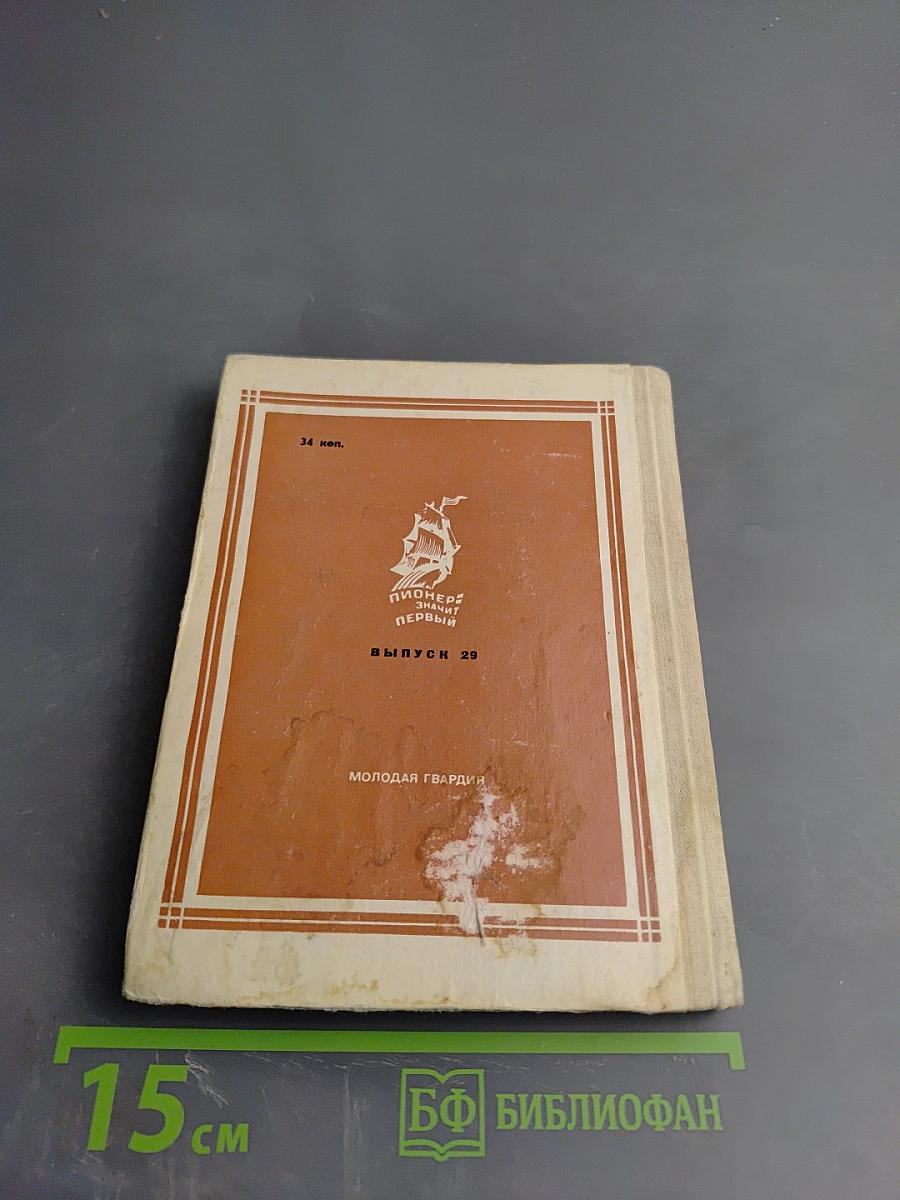 34 коп.
ПИОНЕР
ЗНАЧИТ
ПЕРВЫЙ
ВЫПУСК 29
МОЛОДАЯ ГВАРДИЯ
15 см
БФ БИБЛИОФАН